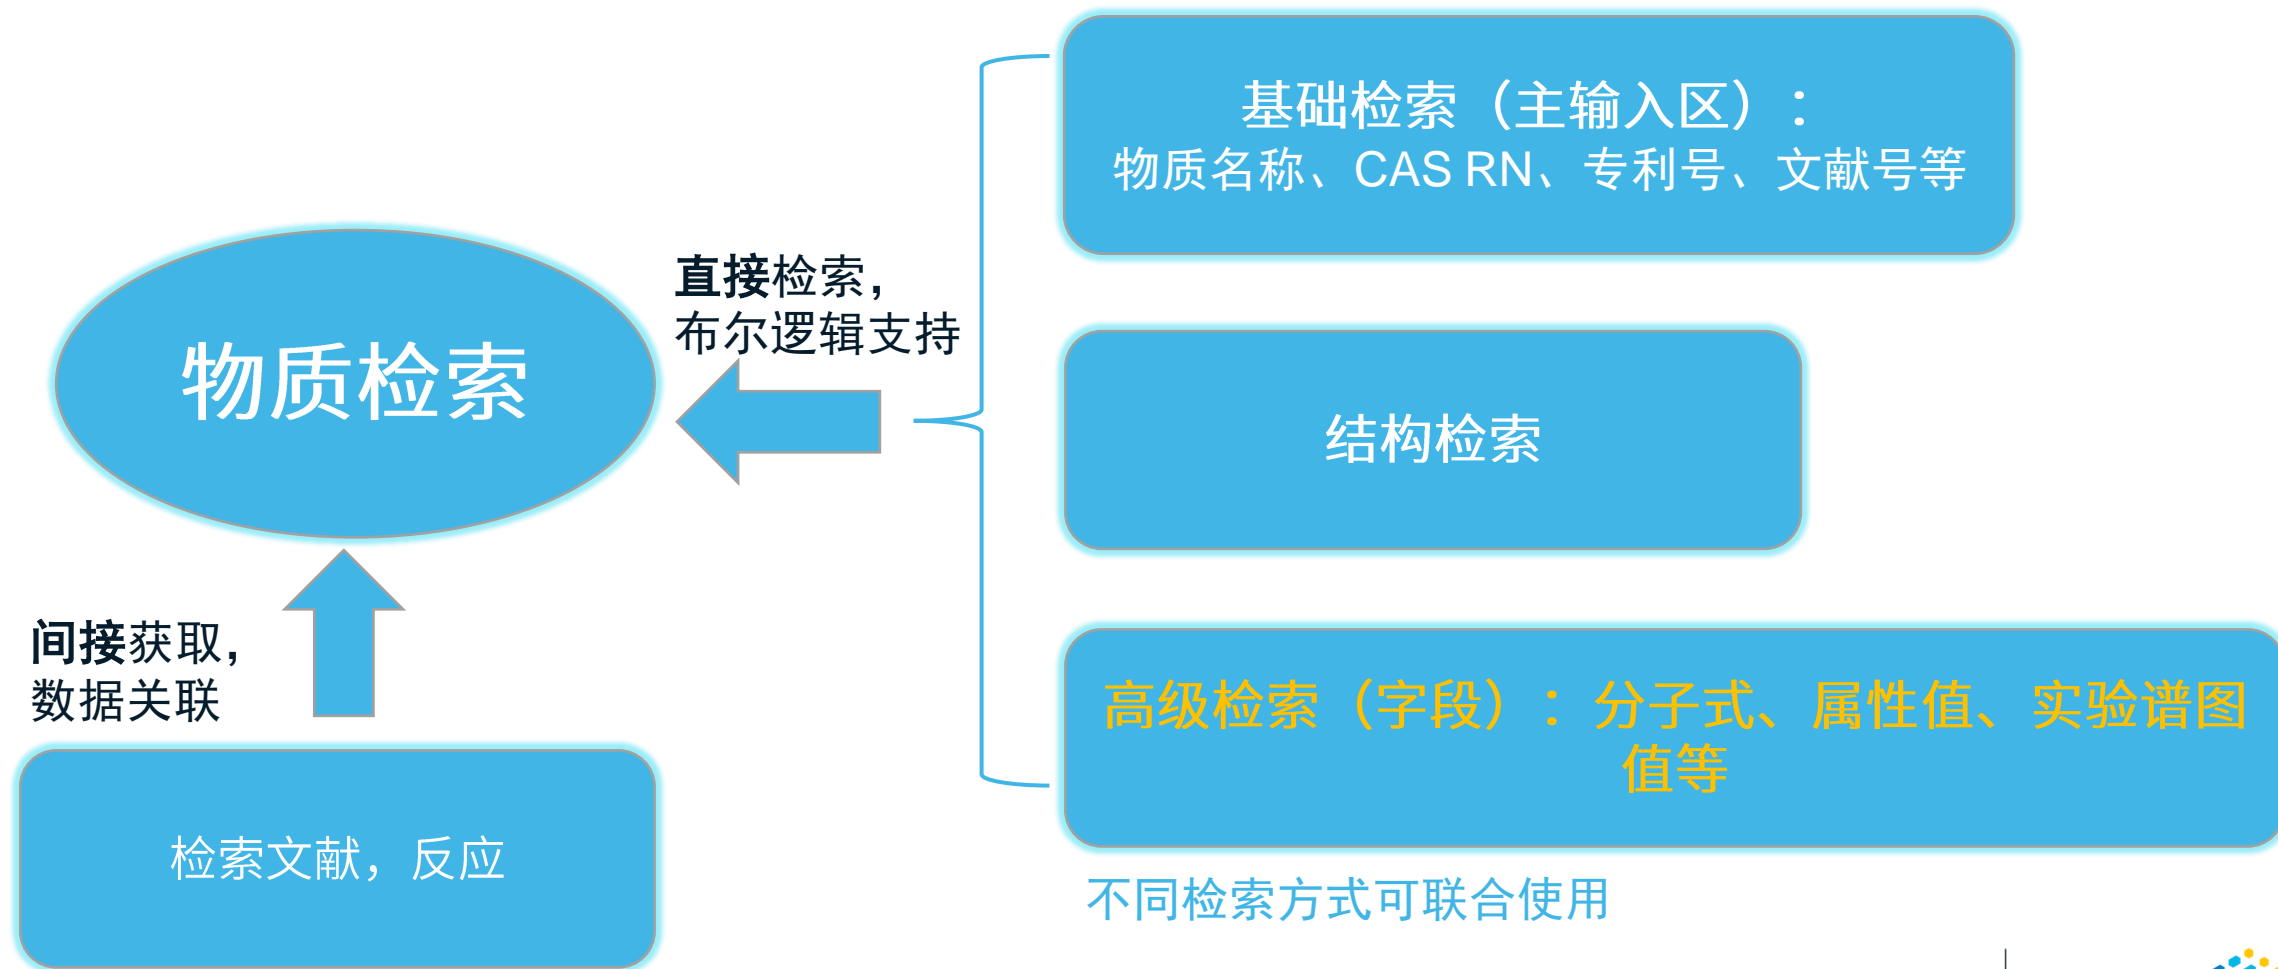 基础检索（主输入区）：
物质名称、CAS RN、专利号、文献号等
直接检索，
布尔逻辑支持
物质检索
结构检索
间接获取，
数据关联
高级检索（字段）：分子式、属性值、实验谱图
值等
检索文献，反应
不同检索方式可联合使用